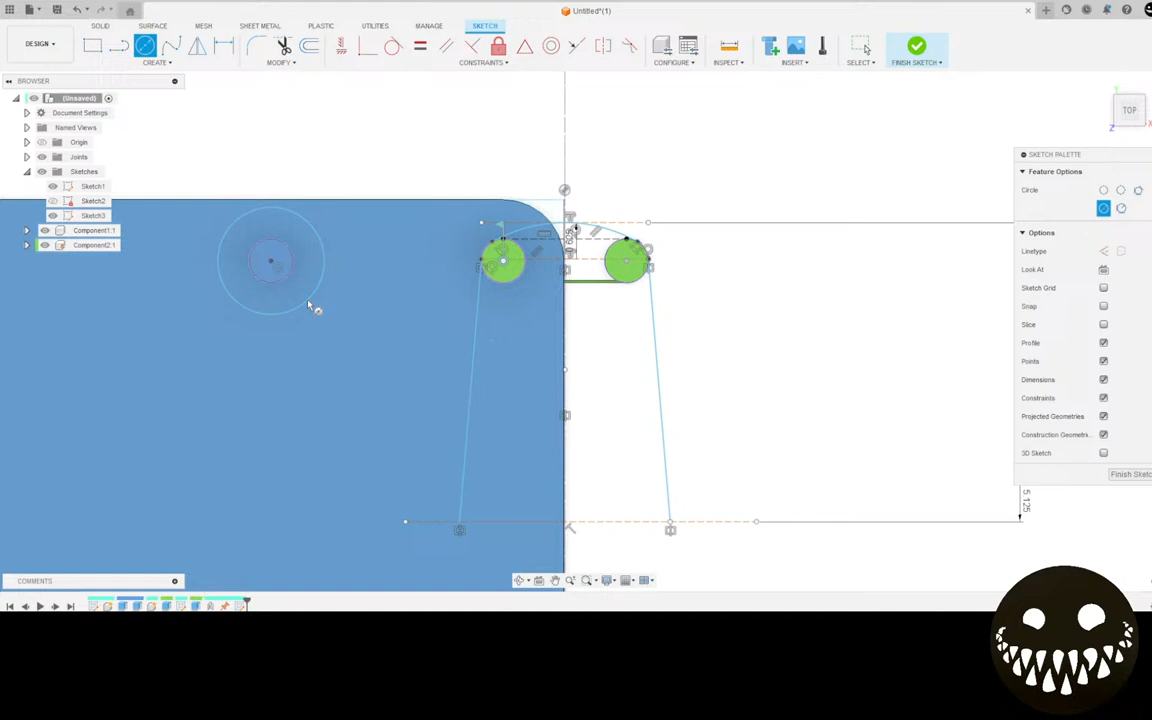 Untitled*(1)
SOLID SURFACE MESH SHEET METAL PLASTIC UTILITIES MANAGE SKETCH
DESIGN
CREATE MODIFY CONSTRAINTS CONFIGURE INSPECT INSERT SELECT FINISH SKETCH
BROWSER
(Unsaved)
Document Settings
Named Views
Origin
Joints
Sketches
Sketch1
Sketch2
Sketch3
Component1:1
Component2:1
Y
TOP
X
Z
SKETCH PALETTE
Feature Options
Circle
Options
Linetype
Look At
Sketch Grid
Snap
Slice
Profile
Points
Dimensions
Constraints
Projected Geometries
Construction Geometri..
3D Sketch
Finish Sketc
5.125
COMMENTS